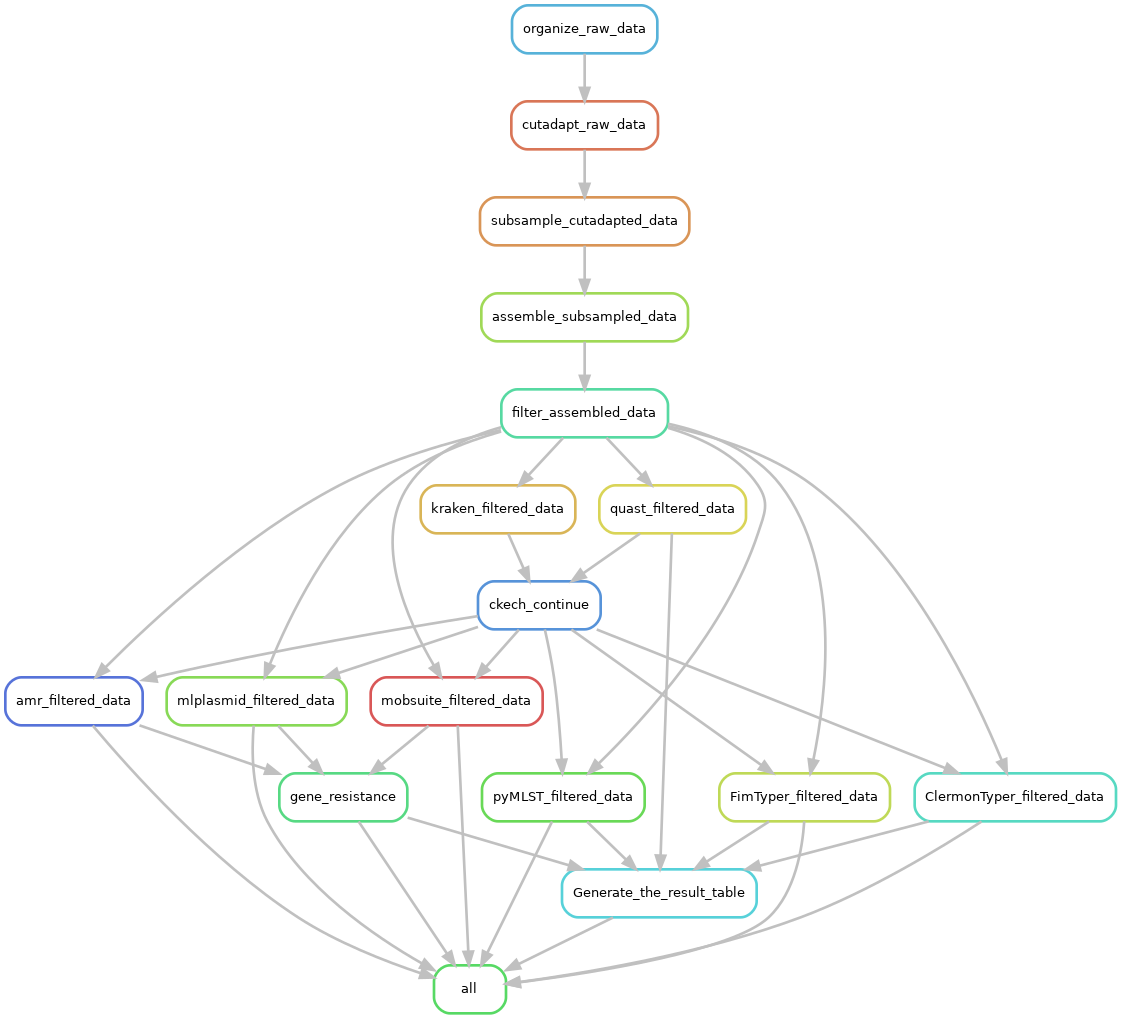 organize_raw_data
cutadapt_raw_data
subsample_cutadapted_data
assemble_subsampled_data
filter_assembled_data
kraken_filtered_data
quast_filtered_data
ckech_continue
amr_filtered_data
mlplasmid_filtered_data
mobsuite_filtered_data
gene_resistance
pyMLST_filtered_data
FimTyper_filtered_data
ClermonTyper_filtered_data
Generate_the_result_table
all